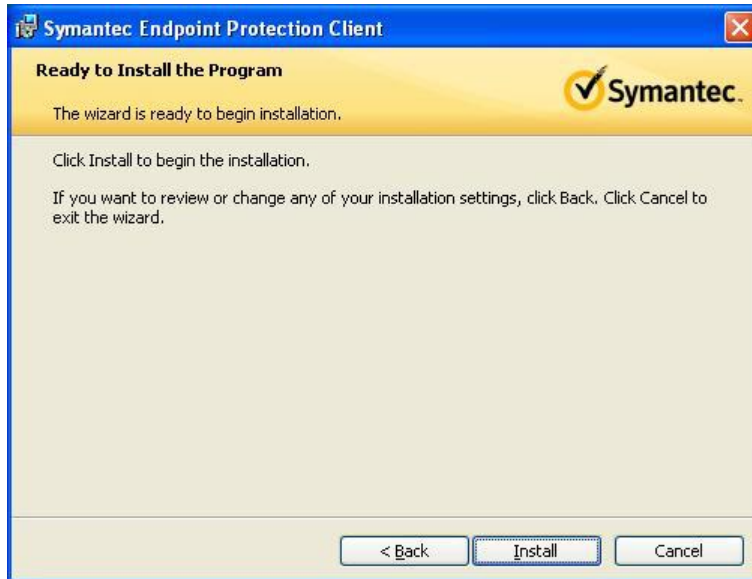 Symantec Endpoint Protection Client
Ready to Install the Program
The wizard is ready to begin installation.
Symantec.
Click Install to begin the installation.
If you want to review or change any of your installation settings, click Back. Click Cancel to
exit the wizard.
< Back
Install
Cancel